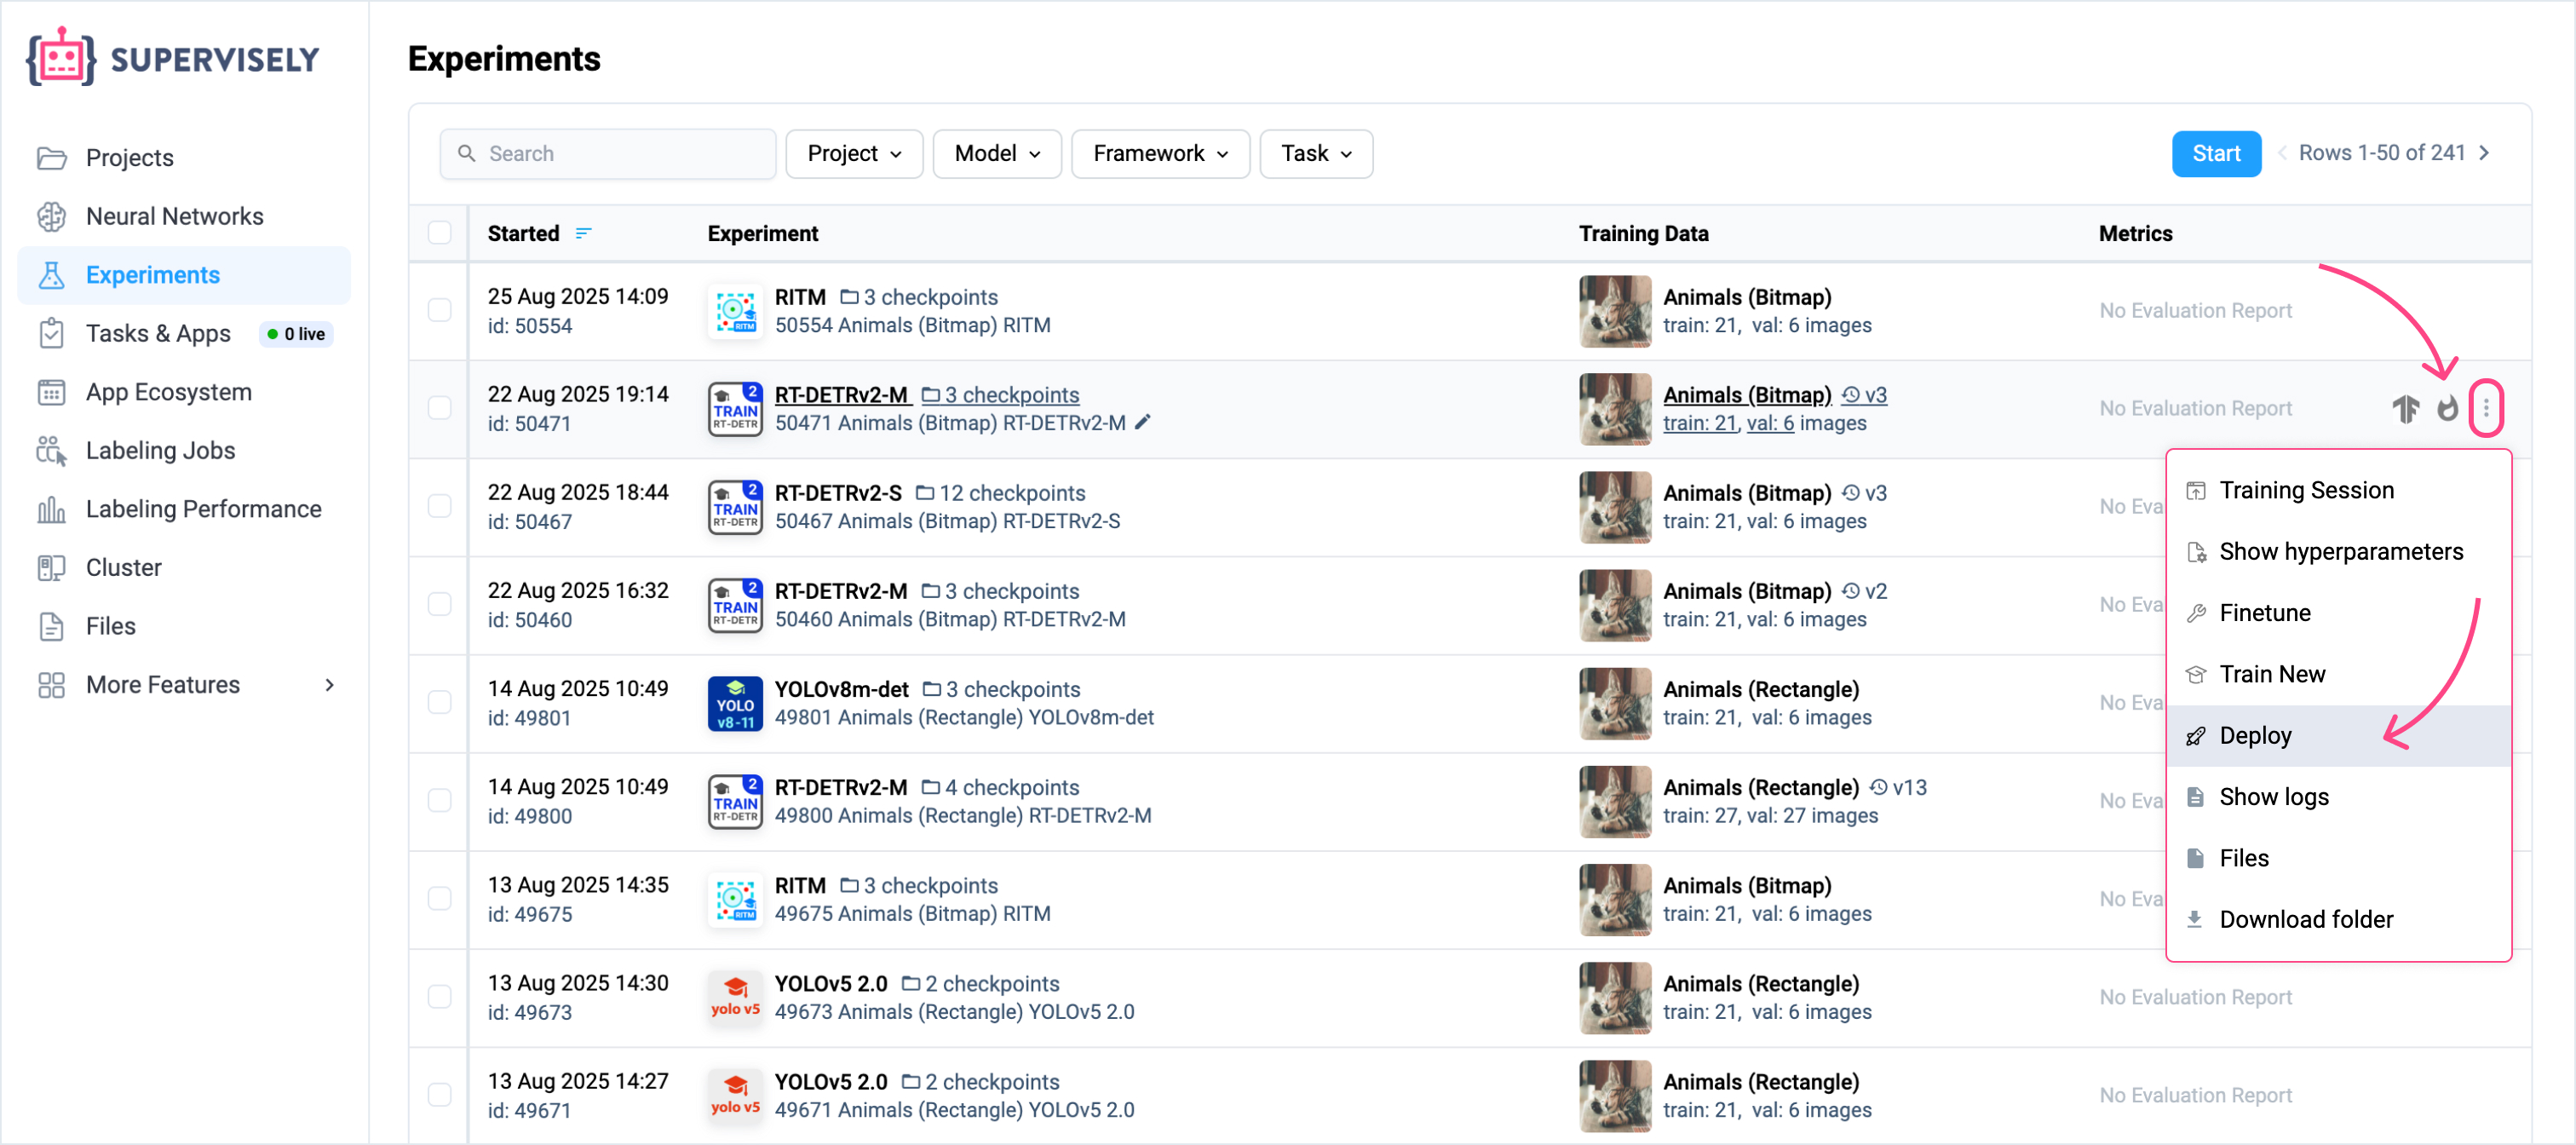 SUPERVISELY
Projects
Neural Networks
Experiments
Tasks & Apps 0 live
App Ecosystem
Labeling Jobs
Labeling Performance
Cluster
Files
More Features
Experiments
Search Project Model Framework Task Start Rows 1-50 of 241
Started Experiment Training Data Metrics
25 Aug 2025 14:09 RITM 3 checkpoints Animals (Bitmap) No Evaluation Report
id: 50554 RITM 50554 Animals (Bitmap) RITM train: 21, val: 6 images
22 Aug 2025 19:14 2 RT-DETRv2-M 3 checkpoints Animals (Bitmap) v3 No Evaluation Report
id: 50471 TRAIN RT-DETR 50471 Animals (Bitmap) RT-DETRv2-M train: 21, val: 6 images
22 Aug 2025 18:44 2 RT-DETRv2-S 12 checkpoints Animals (Bitmap) v3 No Eva
id: 50467 TRAIN RT-DETR 50467 Animals (Bitmap) RT-DETRv2-S train: 21, val: 6 images
22 Aug 2025 16:32 2 RT-DETRv2-M 3 checkpoints Animals (Bitmap) v2 No Eva
id: 50460 TRAIN RT-DETR 50460 Animals (Bitmap) RT-DETRv2-M train: 21, val: 6 images
14 Aug 2025 10:49 YOLOv8m-det 3 checkpoints Animals (Rectangle) No Eva
id: 49801 YOLO v8-11 49801 Animals (Rectangle) YOLOv8m-det train: 21, val: 6 images
14 Aug 2025 10:49 2 RT-DETRv2-M 4 checkpoints Animals (Rectangle) v13 No Eva
id: 49800 TRAIN RT-DETR 49800 Animals (Rectangle) RT-DETRv2-M train: 27, val: 27 images
13 Aug 2025 14:35 RITM 3 checkpoints Animals (Bitmap) No Eva
id: 49675 RITM 49675 Animals (Bitmap) RITM train: 21, val: 6 images
13 Aug 2025 14:30 YOLOv5 2.0 2 checkpoints Animals (Rectangle) No Evaluation Report
id: 49673 yolo v5 49673 Animals (Rectangle) YOLOv5 2.0 train: 21, val: 6 images
13 Aug 2025 14:27 YOLOv5 2.0 2 checkpoints Animals (Rectangle) No Evaluation Report
id: 49671 yolo v5 49671 Animals (Rectangle) YOLOv5 2.0 train: 21, val: 6 images
Training Session
Show hyperparameters
Finetune
Train New
Deploy
Show logs
Files
Download folder